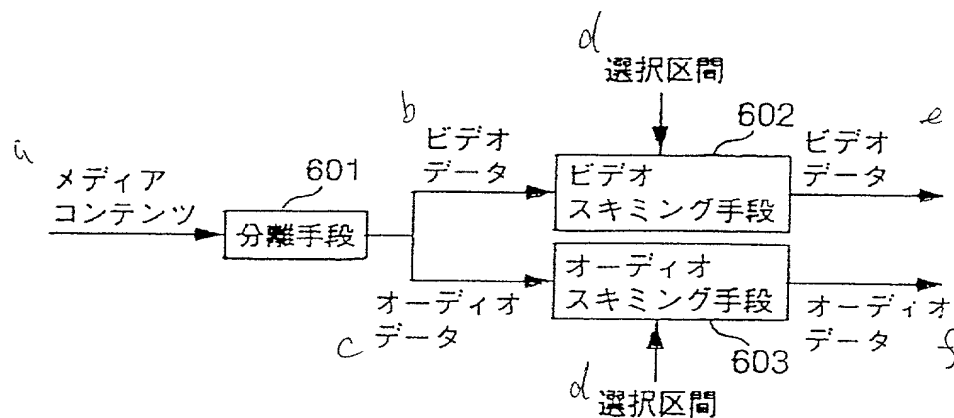 d
選択区間
a
メディア
コンテンツ
601
分離手段
b
ビデオ
データ
602
ビデオ
スキミング手段
ビデオ
データ
e
c
オーディオ
データ
オーディオ
スキミング手段
603
オーディオ
データ
f
d
選択区間